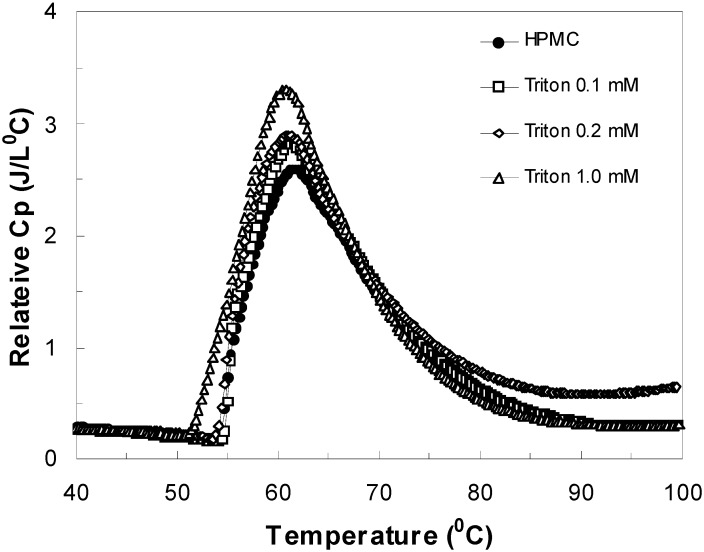 4
3
2
1
0
Relateive Cp (J/L⁰C)
HPMC
Triton 0.1 mM
Triton 0.2 mM
Triton 1.0 mM
40 50 60 70 80 90 100
Temperature (⁰C)